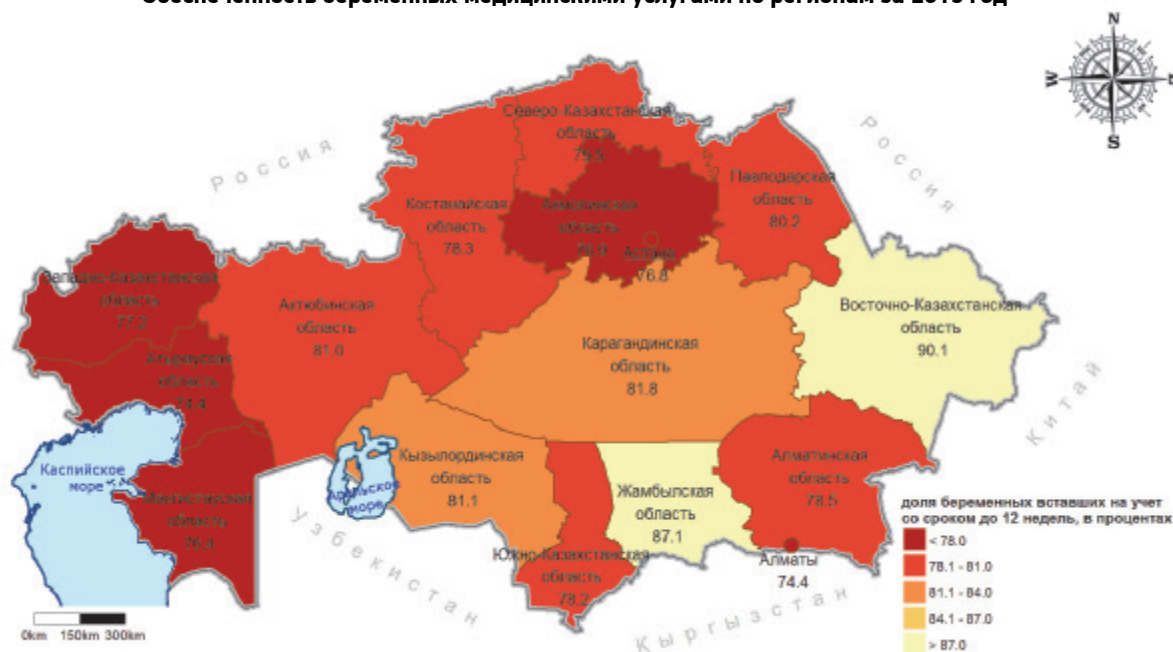 Обеспеченность беременных медицинскими услугами по регионам за год
N
W
S
Россия
Россия
Северо-Казахстанская
область
Павлодарская
область
80.2
Костанайская
область
78.3
Акмолинская
область
Астана
76.8
Западно-Казахстанская
область
77.2
Актюбинская
область
81.0
Восточно-Казахстанская
область
90.1
Карагандинская
область
81.8
Атырауская
область
74.4
Китай
Каспийское
море
Кызылординская
область
81.1
Аральское
море
Алматинская
область
78.5
Жамбылская
область
87.1
Мангистауская
область
76.4
Узбекистан
Южно-Казахстанская
область
78.2
Алматы
74.4
Кыргызстан
доля беременных вставших на учет
со сроком до 12 недель, в процентах
< 78.0
78.1 - 81.0
81.1 - 84.0
84.1 - 87.0
> 87.0
0km 150km 300km